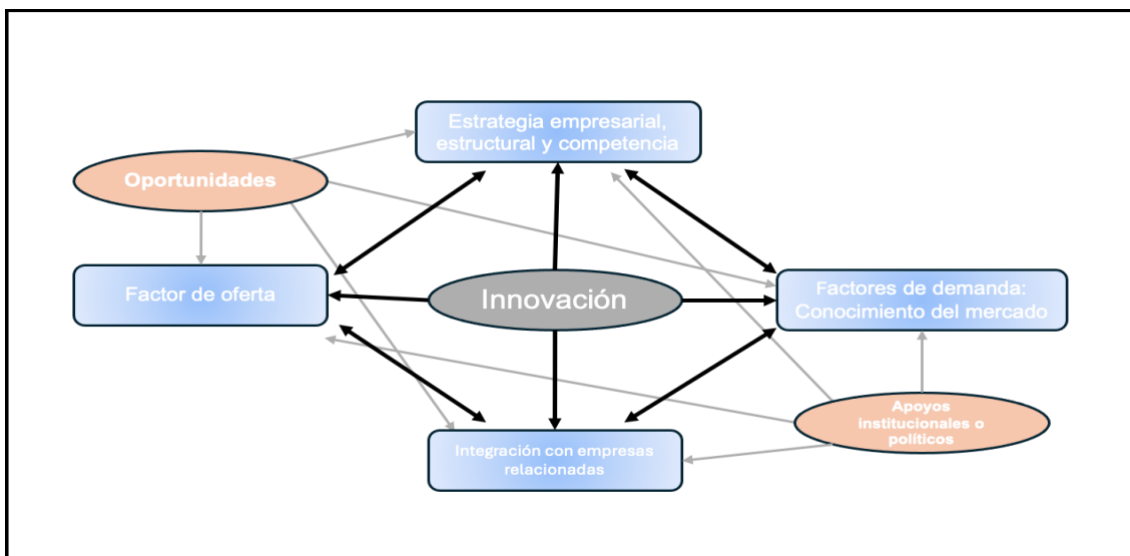 Estrategia empresarial,
estructural y competencia
Oportunidades
Factor de oferta
Innovación
Factores de demanda:
Conocimiento del mercado
Apoyos
institucionales o
políticos
Integración con empresas
relacionadas